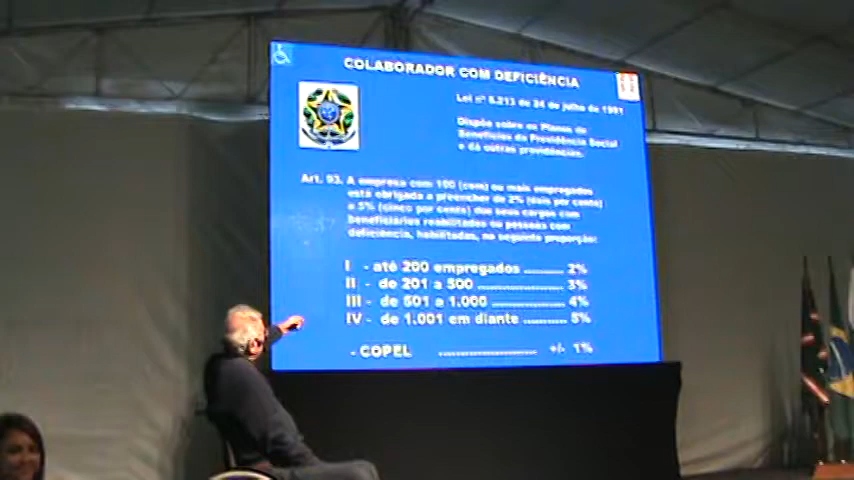 COLABORADOR COM DEFICIÊNCIA
Lei nº 8.213 de 24 de julho de 1991
Dispõe sobre os Planos de
Benefícios da Previdência Social
e dá outras providências.
Art. 93. A empresa com 100 (cem) ou mais empregados
está obrigada a preencher de 2% (dois por cento)
a 5% (cinco por cento) dos seus cargos com
beneficiários reabilitados ou pessoas com
deficiência, habilitadas, na seguinte proporção:
I - até 200 empregados ......... 2%
II - de 201 a 500 ................... 3%
III - de 501 a 1.000 ................ 4%
IV - de 1.001 em diante .......... 5%
- COPEL ....................... +/- 1%